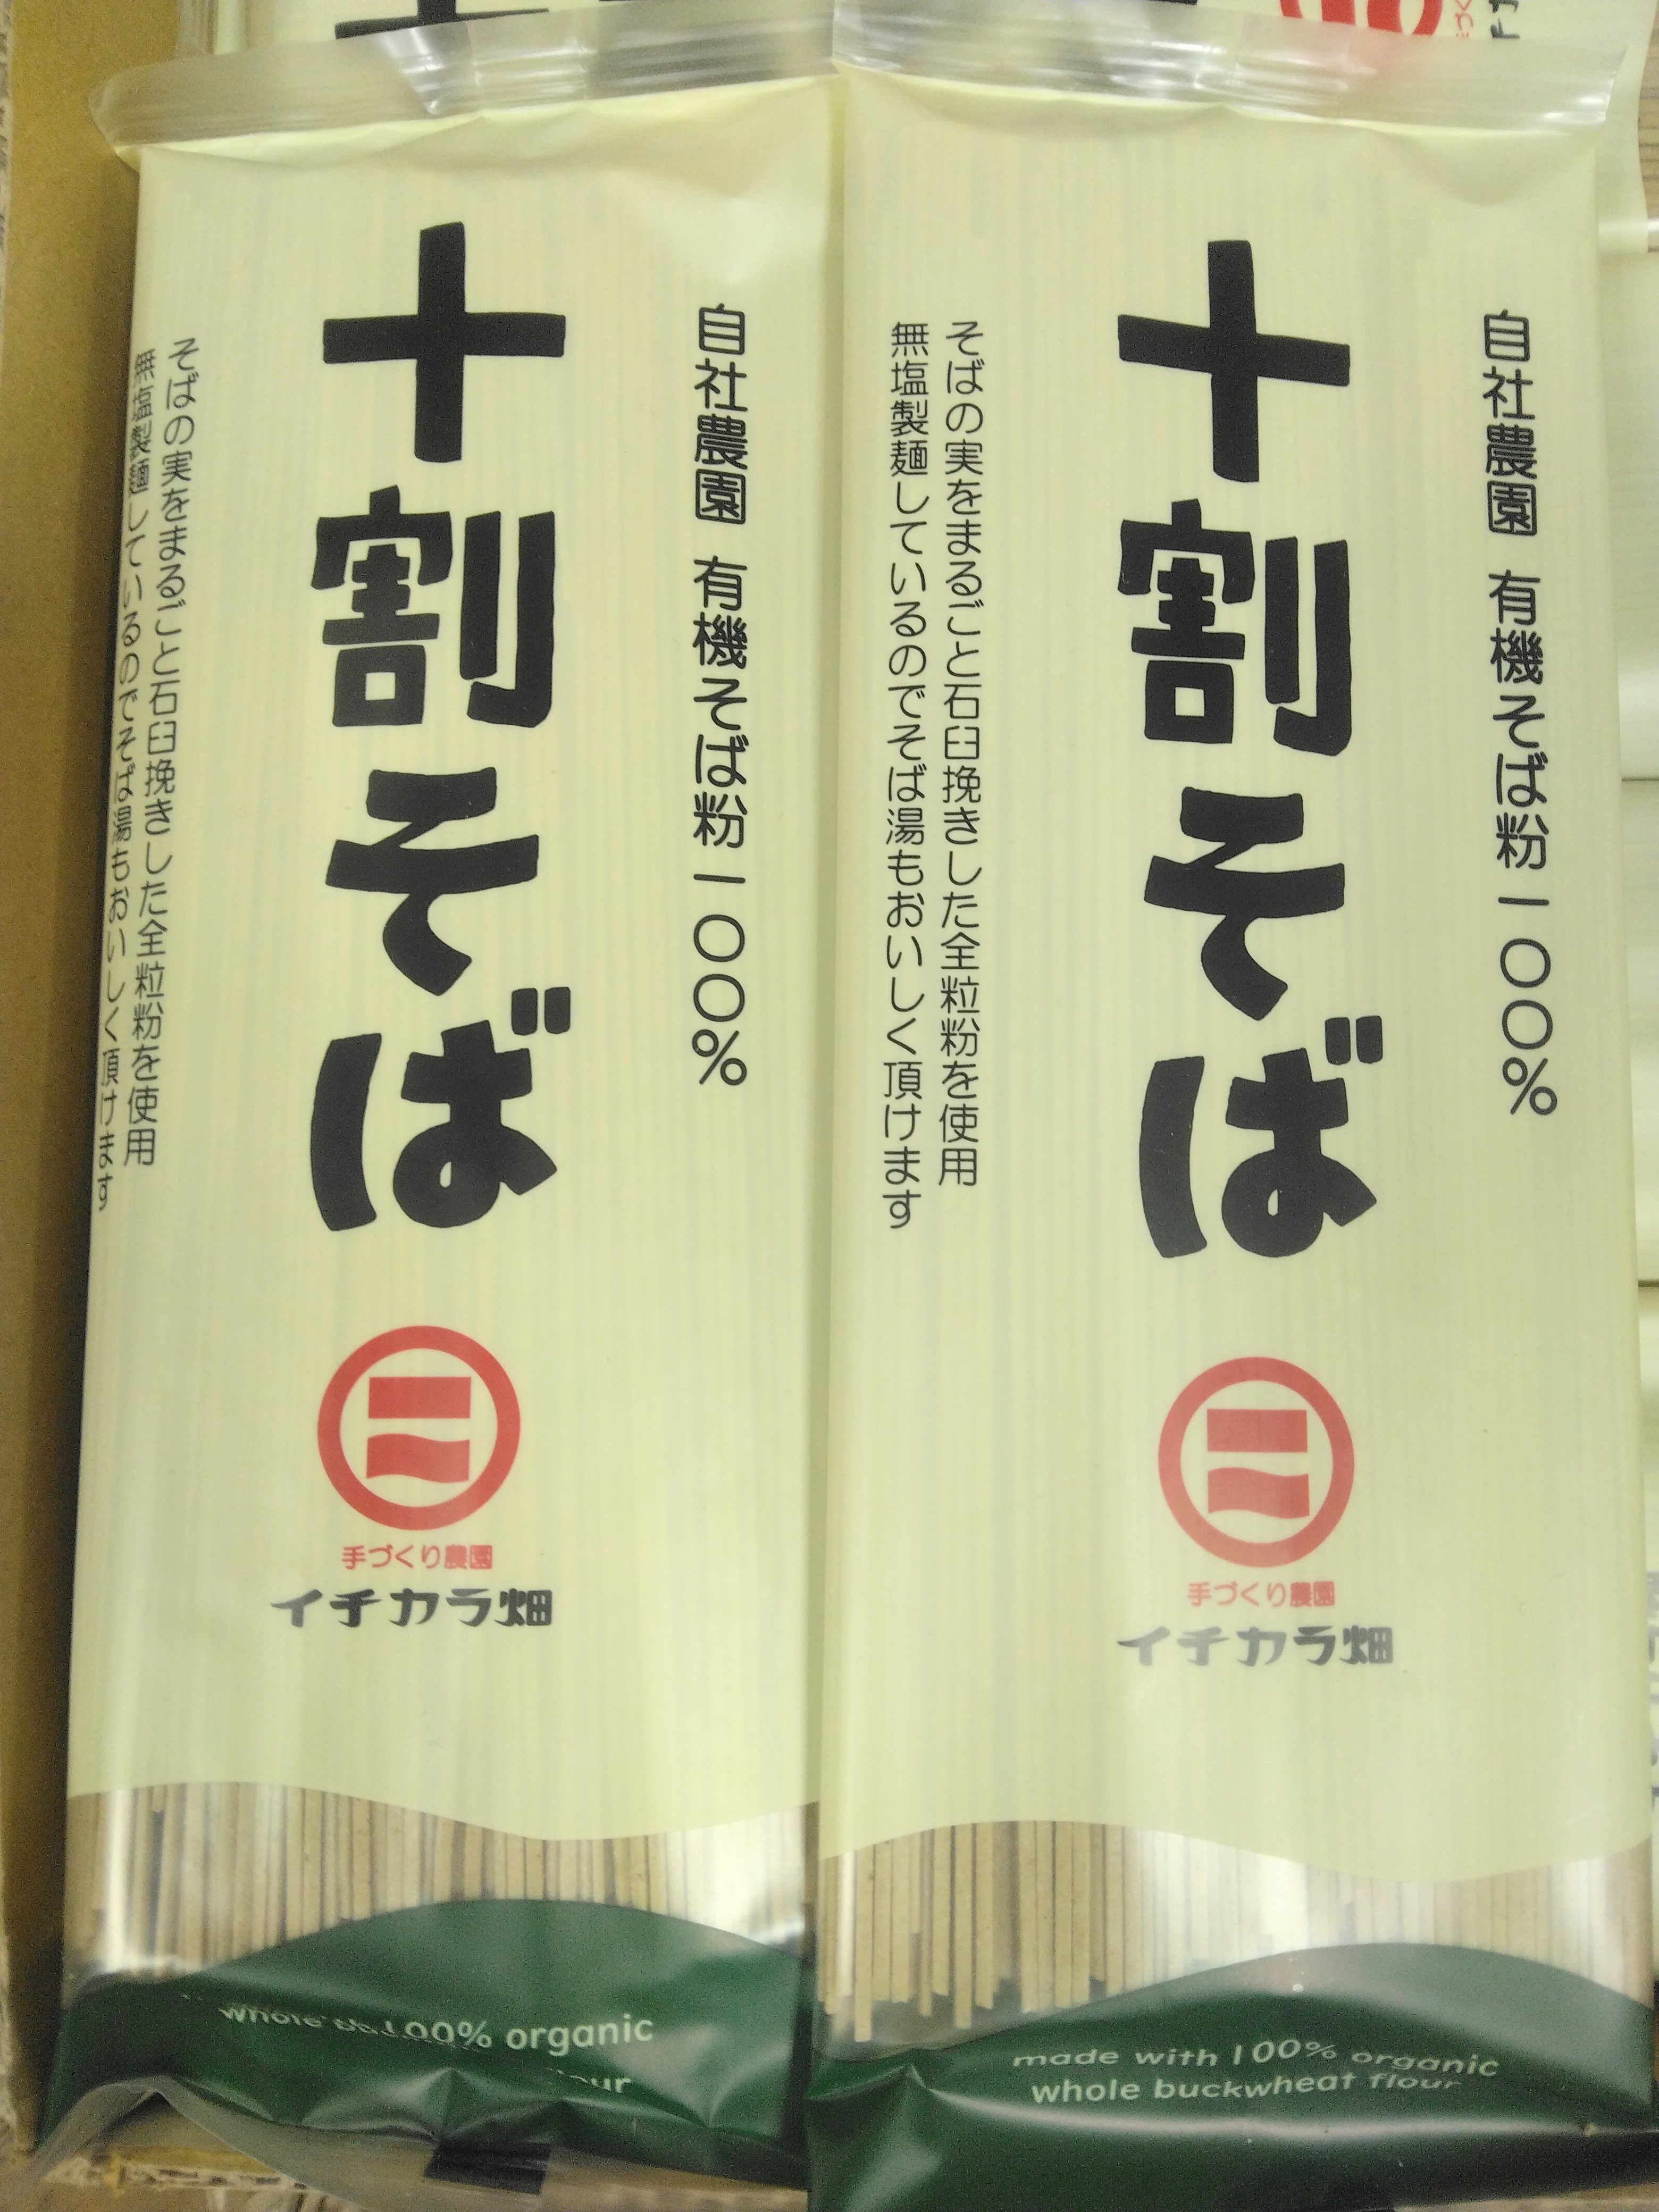 自社農園 有機そば粉一〇〇%
十割そば
そばの実をまるごと石臼挽きした全粒粉を使用
無塩製麺しているのでそば湯もおいしく頂けます
手づくり農園
イチカラ畑
whole 100% organic
自社農園 有機そば粉一〇〇%
十割そば
そばの実をまるごと石臼挽きした全粒粉を使用
無塩製麺しているのでそば湯もおいしく頂けます
手づくり農園
イチカラ畑
made with 100% organic
whole buckwheat flour